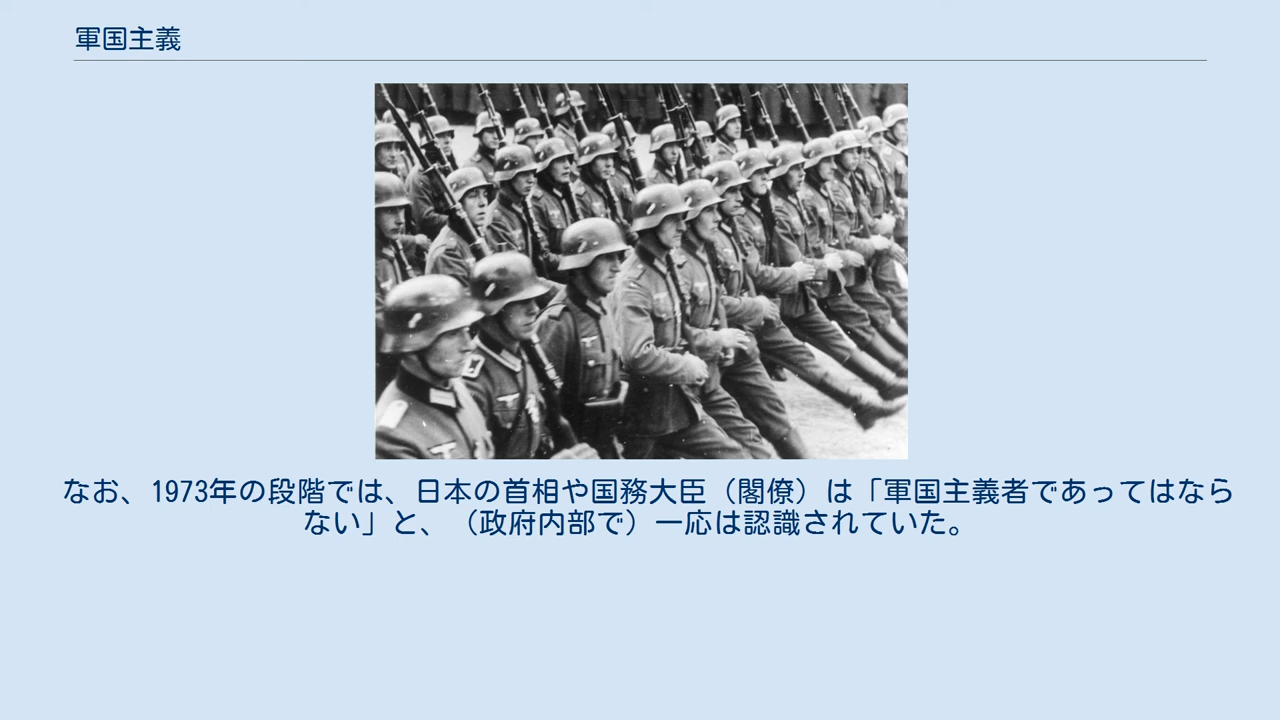 軍国主義
なお、1973年の段階では、日本の首相や国務大臣（閣僚）は「軍国主義者であってはなら
ない」と、（政府内部で）一応は認識されていた。